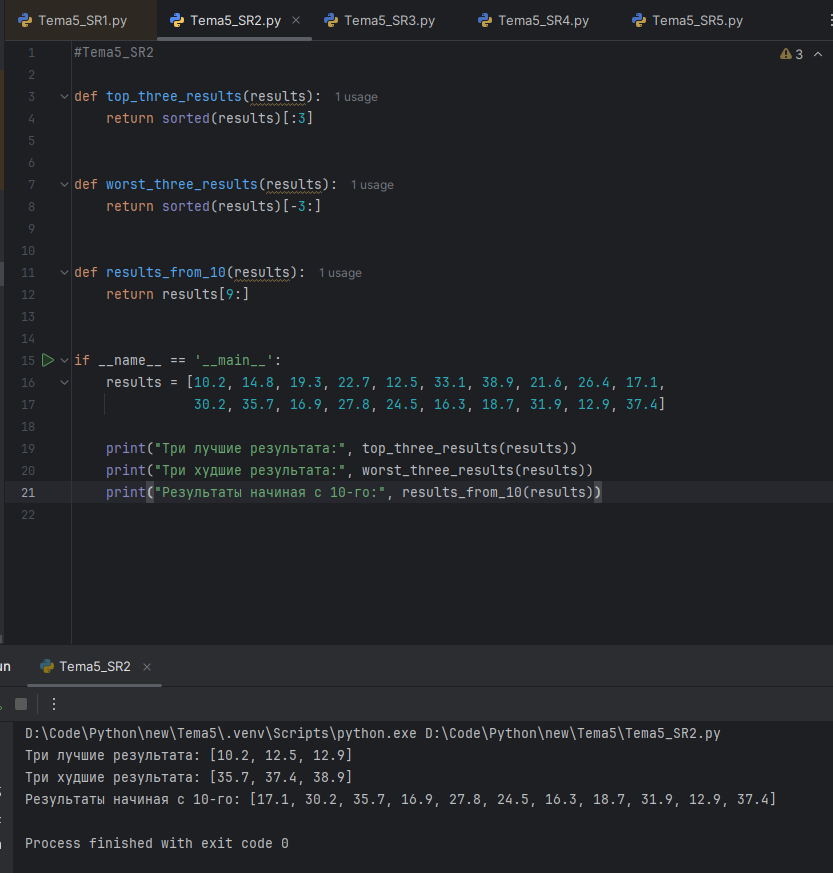 Tema5_SR1.py Tema5_SR2.py × Tema5_SR3.py Tema5_SR4.py Tema5_SR5.py
1 #Tema5_SR2 3
2
3 def top_three_results(results): 1 usage
4 return sorted(results)[:3]
5
6
7 def worst_three_results(results): 1 usage
8 return sorted(results)[-3:]
9
10
11 def results_from_10(results): 1 usage
12 return results[9:]
13
14
15 if __name__ == '__main__':
16 results = [10.2, 14.8, 19.3, 22.7, 12.5, 33.1, 38.9, 21.6, 26.4, 17.1,
17 30.2, 35.7, 16.9, 27.8, 24.5, 16.3, 18.7, 31.9, 12.9, 37.4]
18
19 print("Три лучшие результата:", top_three_results(results))
20 print("Три худшие результата:", worst_three_results(results))
21 print("Результаты начиная с 10-го:", results_from_10(results))
22
un Tema5_SR2 ×
D:\Code\Python\new\Tema5\.venv\Scripts\python.exe D:\Code\Python\new\Tema5\Tema5_SR2.py
Три лучшие результата: [10.2, 12.5, 12.9]
Три худшие результата: [35.7, 37.4, 38.9]
Результаты начиная с 10-го: [17.1, 30.2, 35.7, 16.9, 27.8, 24.5, 16.3, 18.7, 31.9, 12.9, 37.4]
Process finished with exit code 0